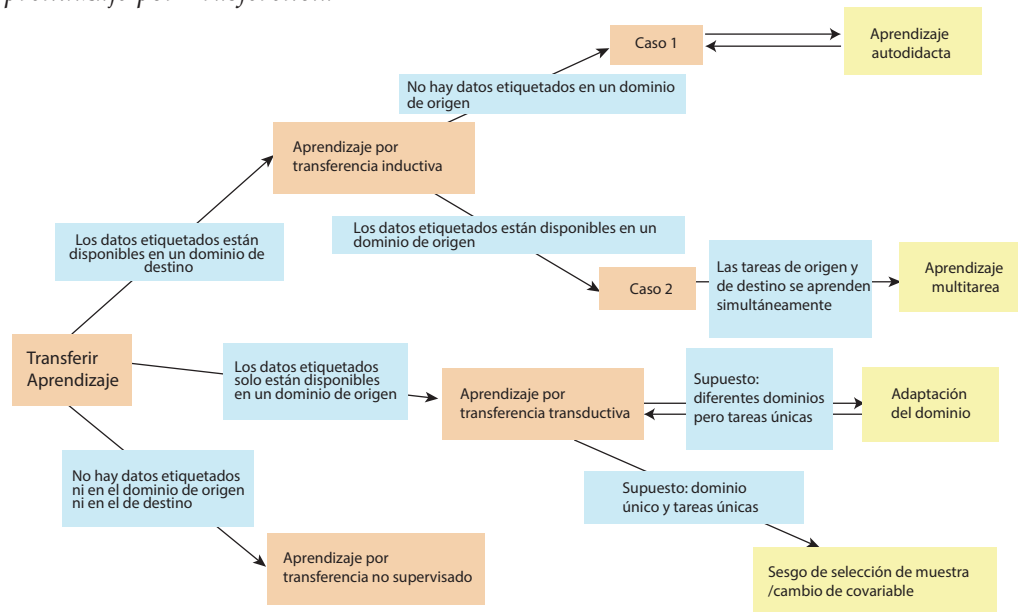 Caso 1
Aprendizaje
autodidacta
No hay datos etiquetados en un dominio
de origen
Aprendizaje por
transferencia inductiva
Los datos etiquetados están
disponibles en un dominio de
destino
Los datos etiquetados están disponibles en un
dominio de origen
Caso 2
Las tareas de origen y
de destino se aprenden
simultáneamente
Aprendizaje
multitarea
Transferir
Aprendizaje
Los datos etiquetados
solo están disponibles
en un dominio de origen
Aprendizaje por
transferencia transductiva
Supuesto:
diferentes dominios
pero tareas únicas
Adaptación
del dominio
No hay datos etiquetados
ni en el dominio de origen
ni en el de destino
Supuesto: dominio
único y tareas únicas
Aprendizaje por
transferencia no supervisado
Sesgo de selección de muestra
/cambio de covariable